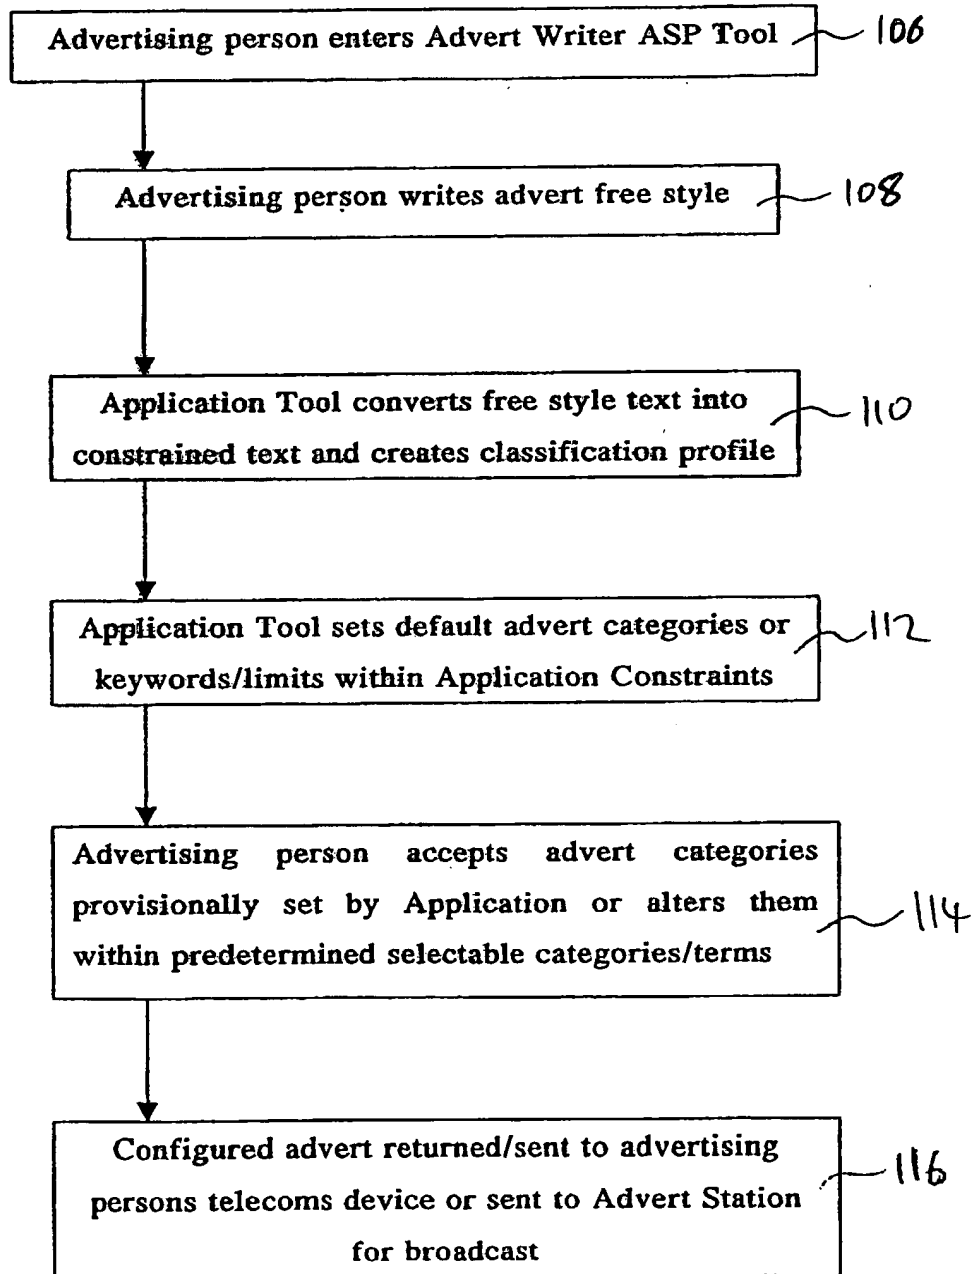 Advertising person enters Advert Writer ASP Tool
106
Advertising person writes advert free style
108
Application Tool converts free style text into
constrained text and creates classification profile
110
Application Tool sets default advert categories or
keywords/limits within Application Constraints
112
Advertising person accepts advert categories
provisionally set by Application or alters them
within predetermined selectable categories/terms
114
Configured advert returned/sent to advertising
persons telecoms device or sent to Advert Station
for broadcast
116